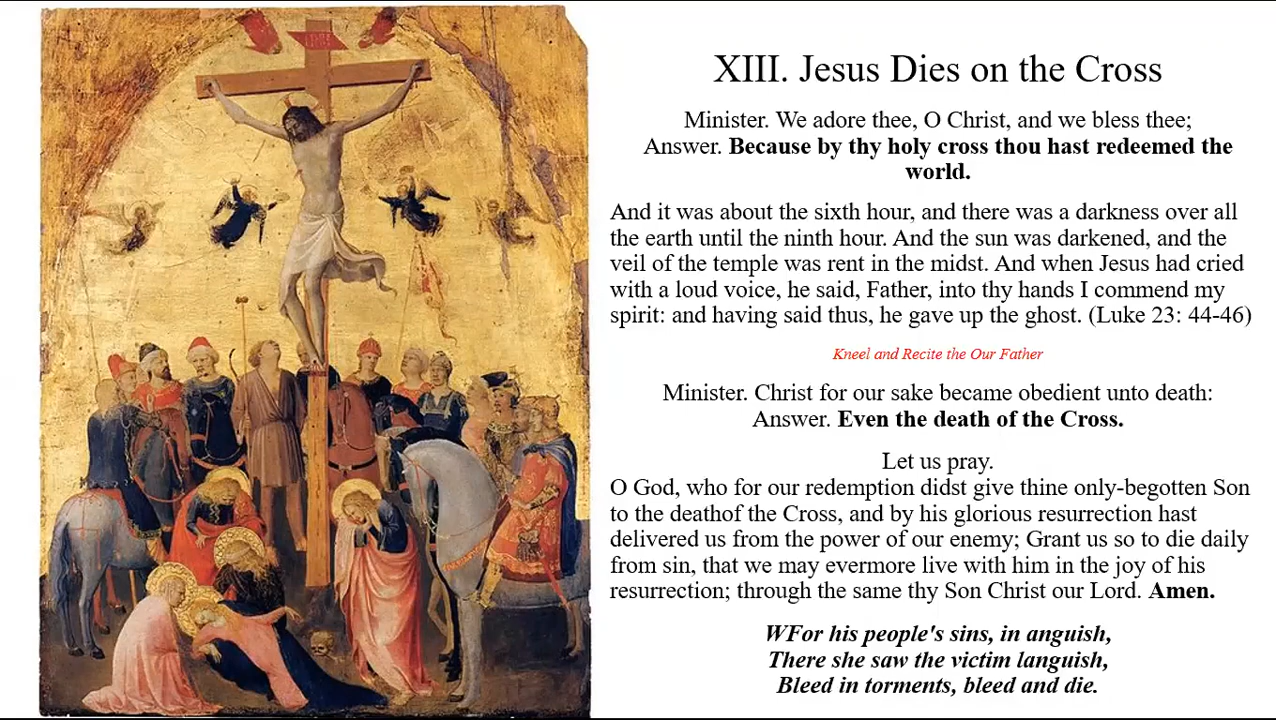 XIII. Jesus Dies on the Cross
Minister. We adore thee, O Christ, and we bless thee;
Answer. Because by thy holy cross thou hast redeemed the
world.
And it was about the sixth hour, and there was a darkness over all
the earth until the ninth hour. And the sun was darkened, and the
veil of the temple was rent in the midst. And when Jesus had cried
with a loud voice, he said, Father, into thy hands I commend my
spirit: and having said thus, he gave up the ghost. (Luke 23: 44-46)
Kneel and Recite the Our Father
Minister. Christ for our sake became obedient unto death:
Answer. Even the death of the Cross.
Let us pray.
O God, who for our redemption didst give thine only-begotten Son
to the deathof the Cross, and by his glorious resurrection hast
delivered us from the power of our enemy; Grant us so to die daily
from sin, that we may evermore live with him in the joy of his
resurrection; through the same thy Son Christ our Lord. Amen.
WFor his people's sins, in anguish,
There she saw the victim languish,
Bleed in torments, bleed and die.